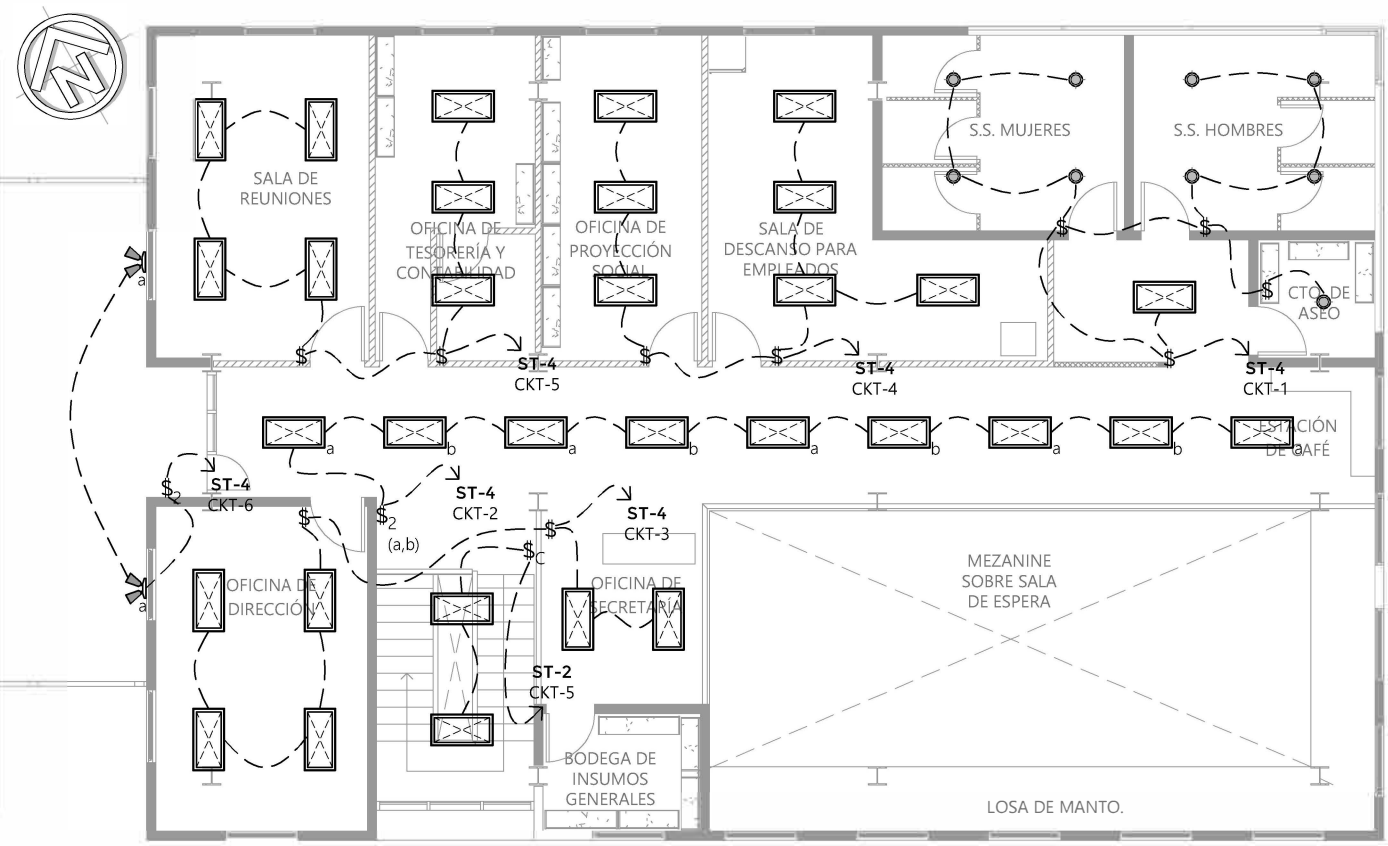 N
S.S. MUJERES
S.S. HOMBRES
SALA DE
REUNIONES
OFICINA DE
TESORERÍA Y
CONTABILIDAD
OFICINA DE
PROYECCIÓN
SOCIAL
SALA DE
DESCANSO PARA
EMPLEADOS
a
$
$
$
CTO. DE
ASEO
$
$
$
$
$
ST-4
CKT-5
ST-4
CKT-4
ST-4
CKT-1
a
b
a
b
a
b
a
b
a
ESTACIÓN
DE CAFÉ
$2
ST-4
CKT-6
ST-4
CKT-2
ST-4
CKT-3
$
$2
(a,b)
$
$C
a
OFICINA DE
DIRECCIÓN
OFICINA DE
SECRETARÍA
MEZANINE
SOBRE SALA
DE ESPERA
ST-2
CKT-5
BODEGA DE
INSUMOS
GENERALES
LOSA DE MANTO.